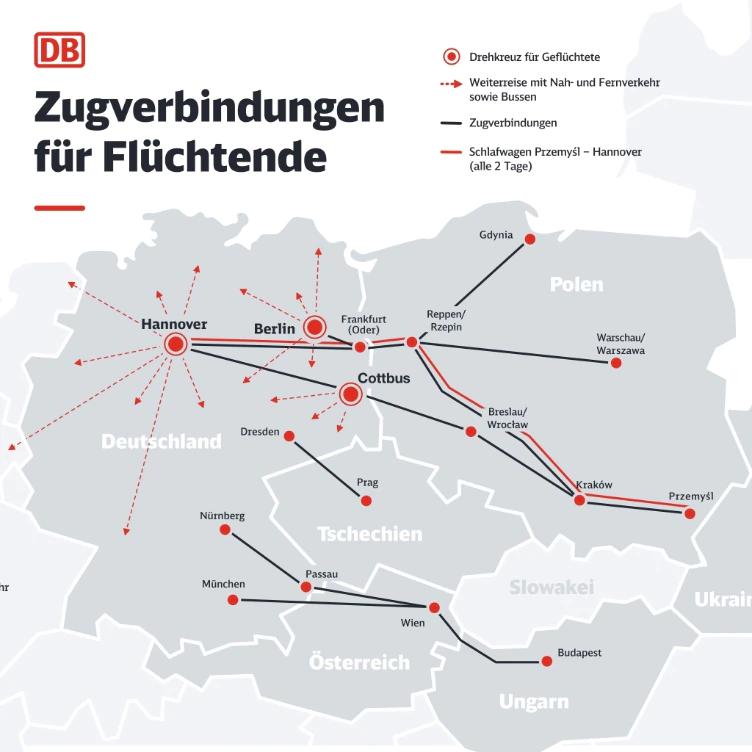 DB
Zugverbindungen
für Flüchtende
Drehkreuz für Geflüchtete
Weiterreise mit Nah- und Fernverkehr
sowie Bussen
Zugverbindungen
Schlafwagen Przemyśl – Hannover
(alle 2 Tage)
Gdynia
Polen
Hannover
Berlin
Frankfurt
(Oder)
Reppen/
Rzepin
Warschau/
Warszawa
Cottbus
Breslau/
Wrocław
Deutschland
Dresden
Prag
Kraków
Przemyśl
Nürnberg
Tschechien
Passau
München
hr
Slowakei
Ukrain
Wien
Österreich
Budapest
Ungarn